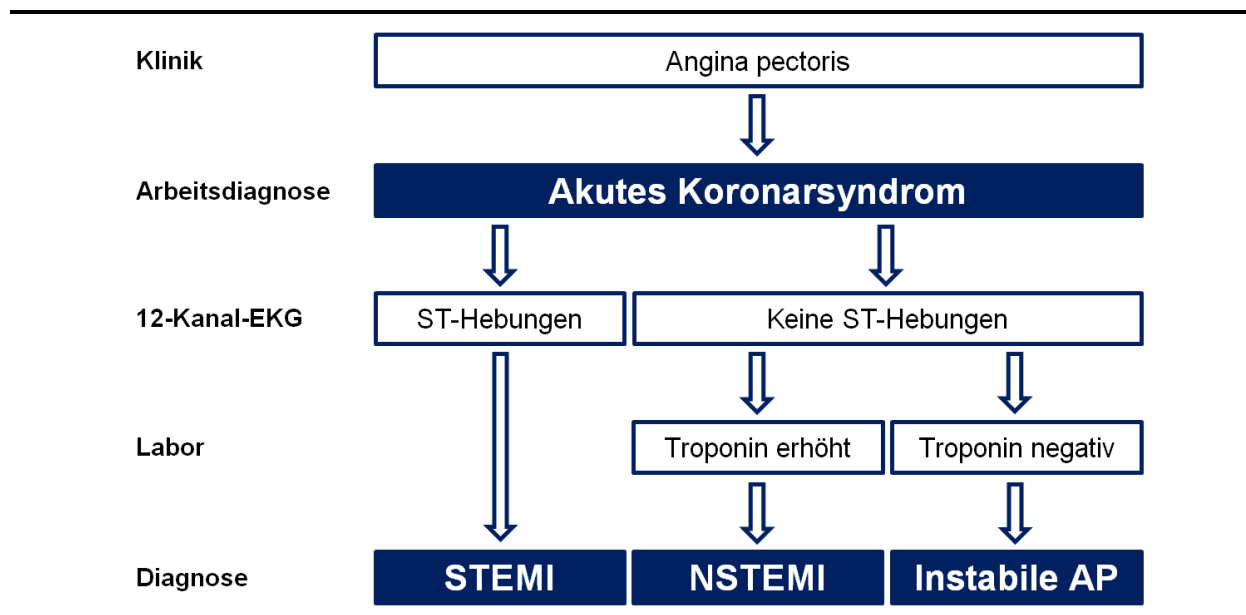 Klinik
Angina pectoris
Arbeitsdiagnose
Akutes Koronarsyndrom
12-Kanal-EKG
ST-Hebungen
Keine ST-Hebungen
Labor
Troponin erhöht
Troponin negativ
Diagnose
STEMI
NSTEMI
Instabile AP